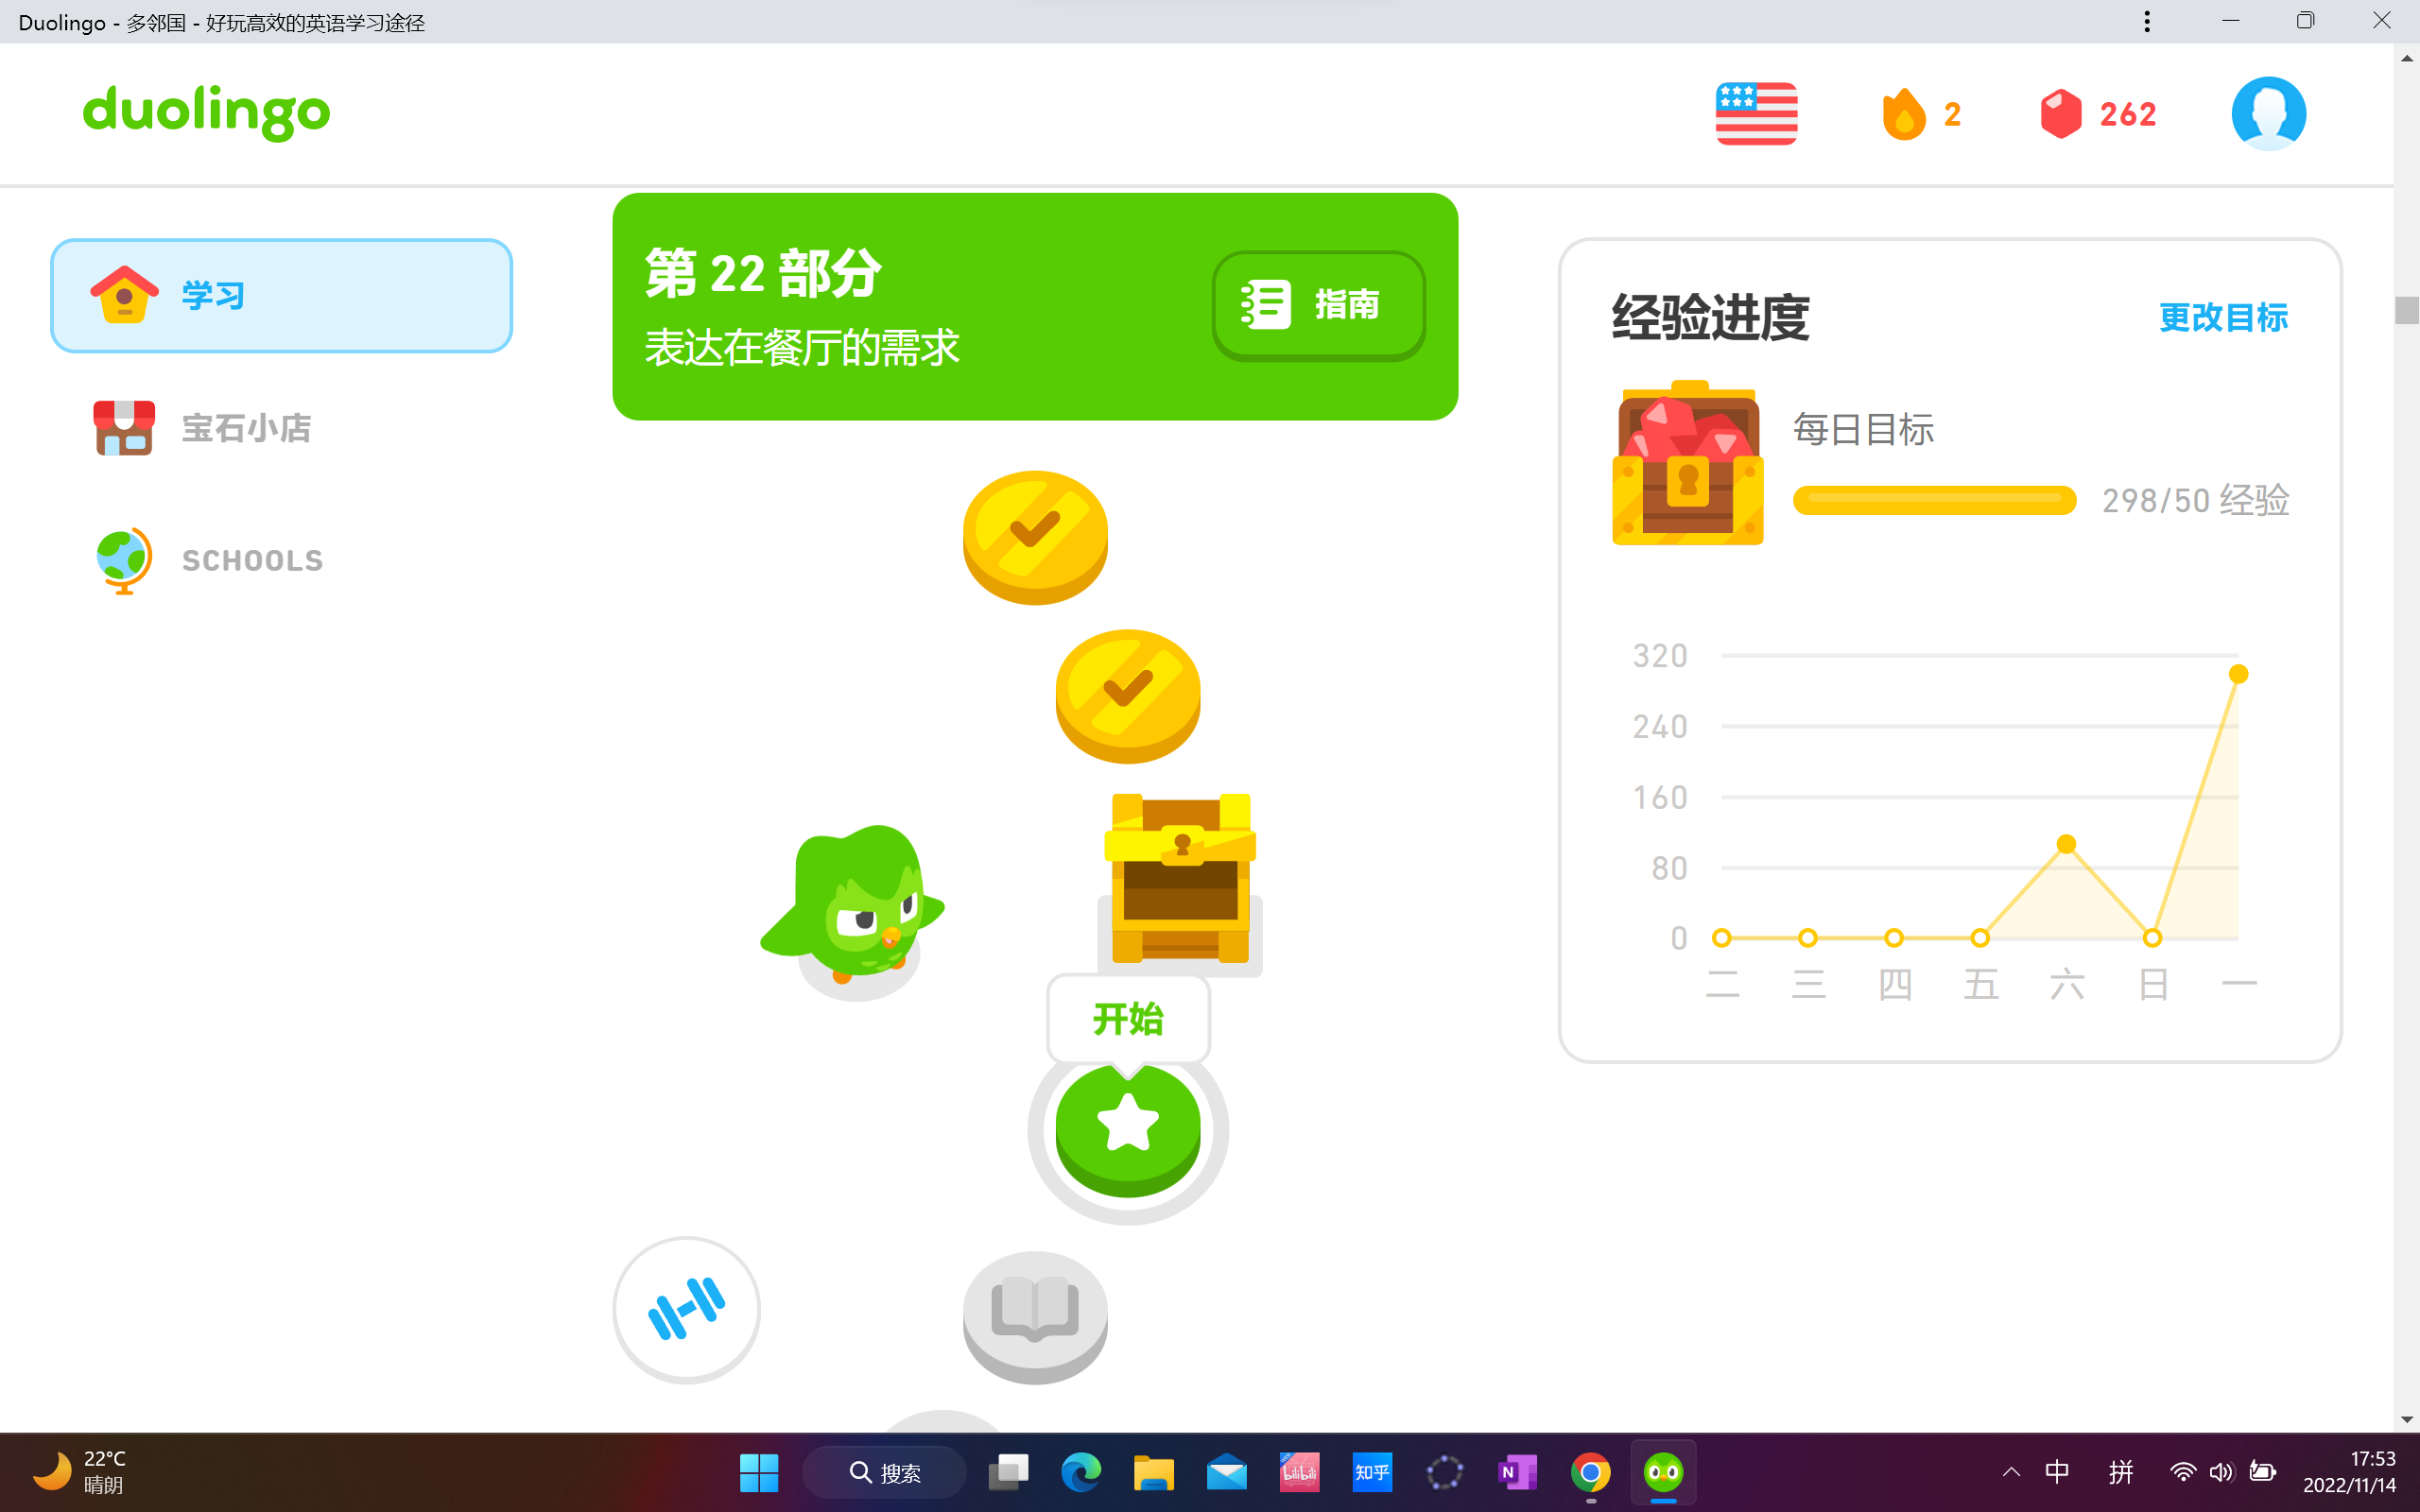 Duolingo - 多邻国 - 好玩高效的英语学习途径
duolingo
2
262
学习
宝石小店
SCHOOLS
第 22 部分
表达在餐厅的需求
指南
开始
经验进度
更改目标
每日目标
298/50 经验
320
240
160
80
0
二 三 四 五 六 日 一
22°C
晴朗
搜索
bilibili
知乎
N
中
拼
17:53
2022/11/14